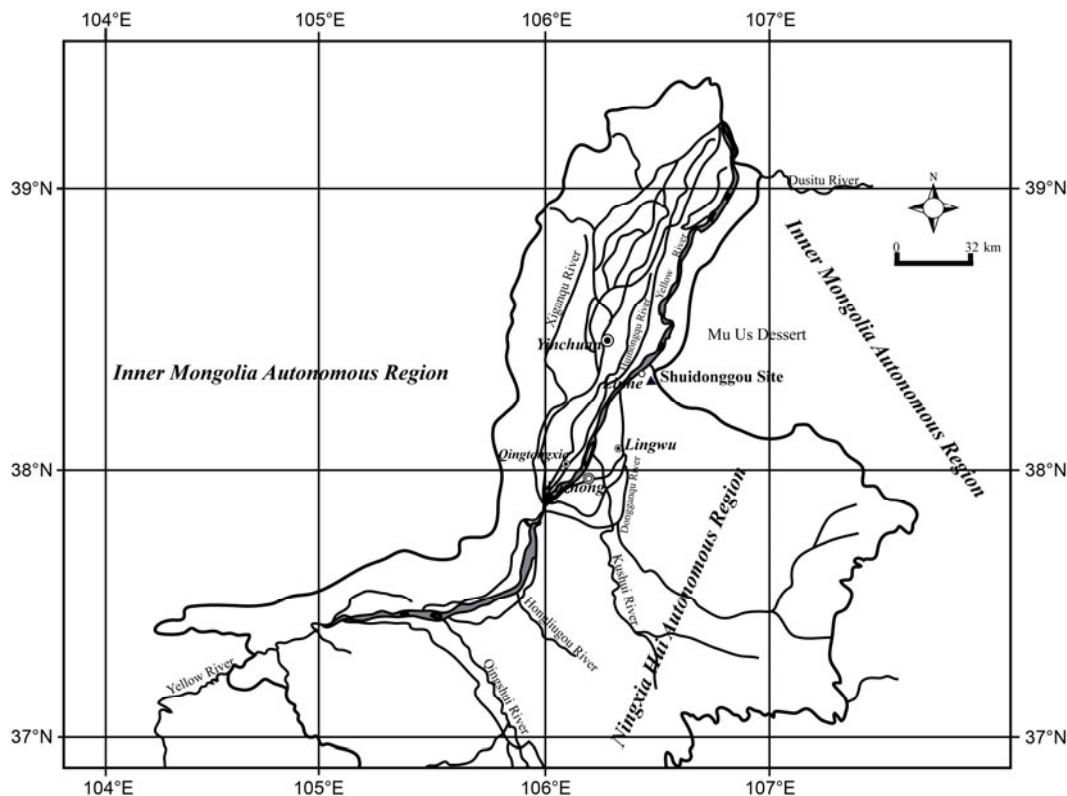 104°E
105°E
106°E
107°E
39°N
39°N
Dusitu River
N
0 32 km
Inner Mongolia Autonomous Region
Xiganqu River
Yellow River
Yinchuan
Mu Us Dessert
Inner Mongolia Autonomous Region
Shuidonggou Site
Lingwu
Qingtongxia
38°N
38°N
Dongganqu River
Kushui River
Ningxia Hui Autonomous Region
Hongliugou River
Qingshui River
Yellow River
37°N
37°N
104°E
105°E
106°E
107°E